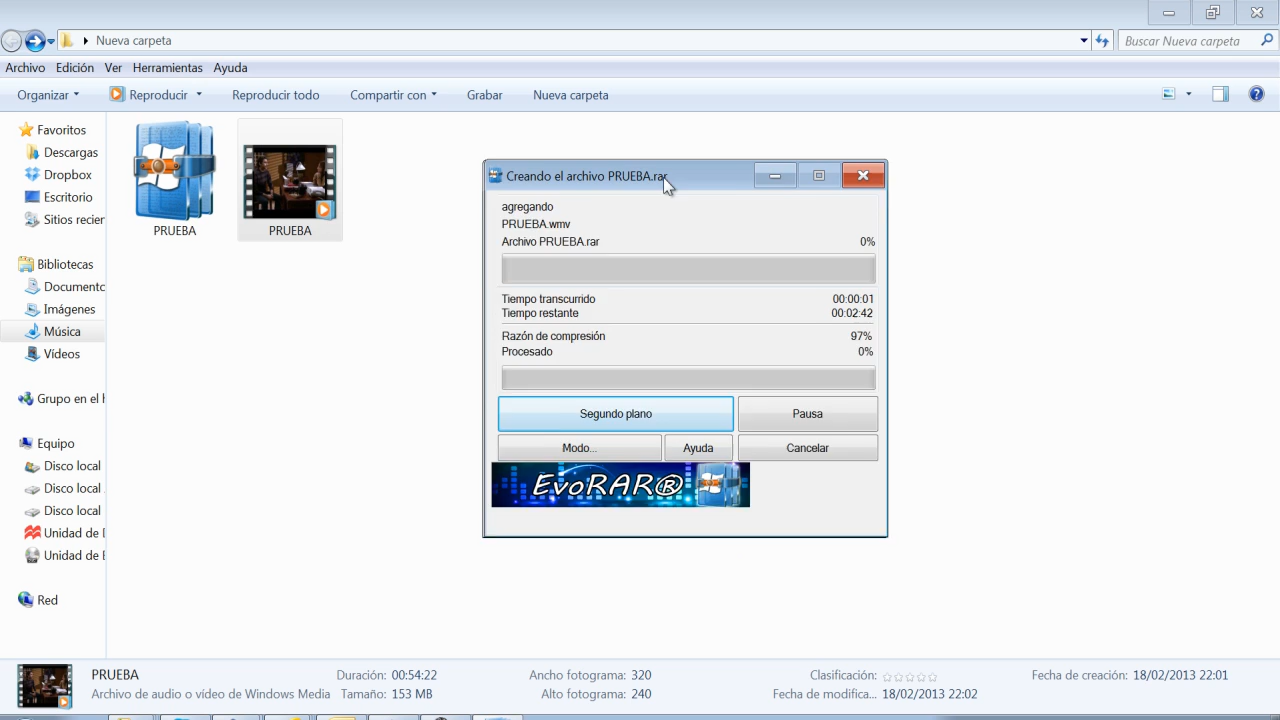 Nueva carpeta
Buscar Nueva carpeta
Archivo Edición Ver Herramientas Ayuda
Organizar Reproducir Reproducir todo Compartir con Grabar Nueva carpeta
Favoritos
Descargas
Dropbox
Escritorio
Sitios recier
Bibliotecas
Documento
Imágenes
Música
Vídeos
Grupo en el h
Equipo
Disco local
Disco local
Disco local
Unidad de D
Unidad de B
Red
PRUEBA
PRUEBA
Creando el archivo PRUEBA.rar
agregando
PRUEBA.wmv
Archivo PRUEBA.rar 0%
Tiempo transcurrido 00:00:01
Tiempo restante 00:02:42
Razón de compresión 97%
Procesado 0%
Segundo plano Pausa
Modo... Ayuda Cancelar
EvoRAR®
PRUEBA Duración: 00:54:22 Ancho fotograma: 320 Clasificación: Fecha de creación: 18/02/2013 22:01
Archivo de audio o vídeo de Windows Media Tamaño: 153 MB Alto fotograma: 240 Fecha de modifica... 18/02/2013 22:02